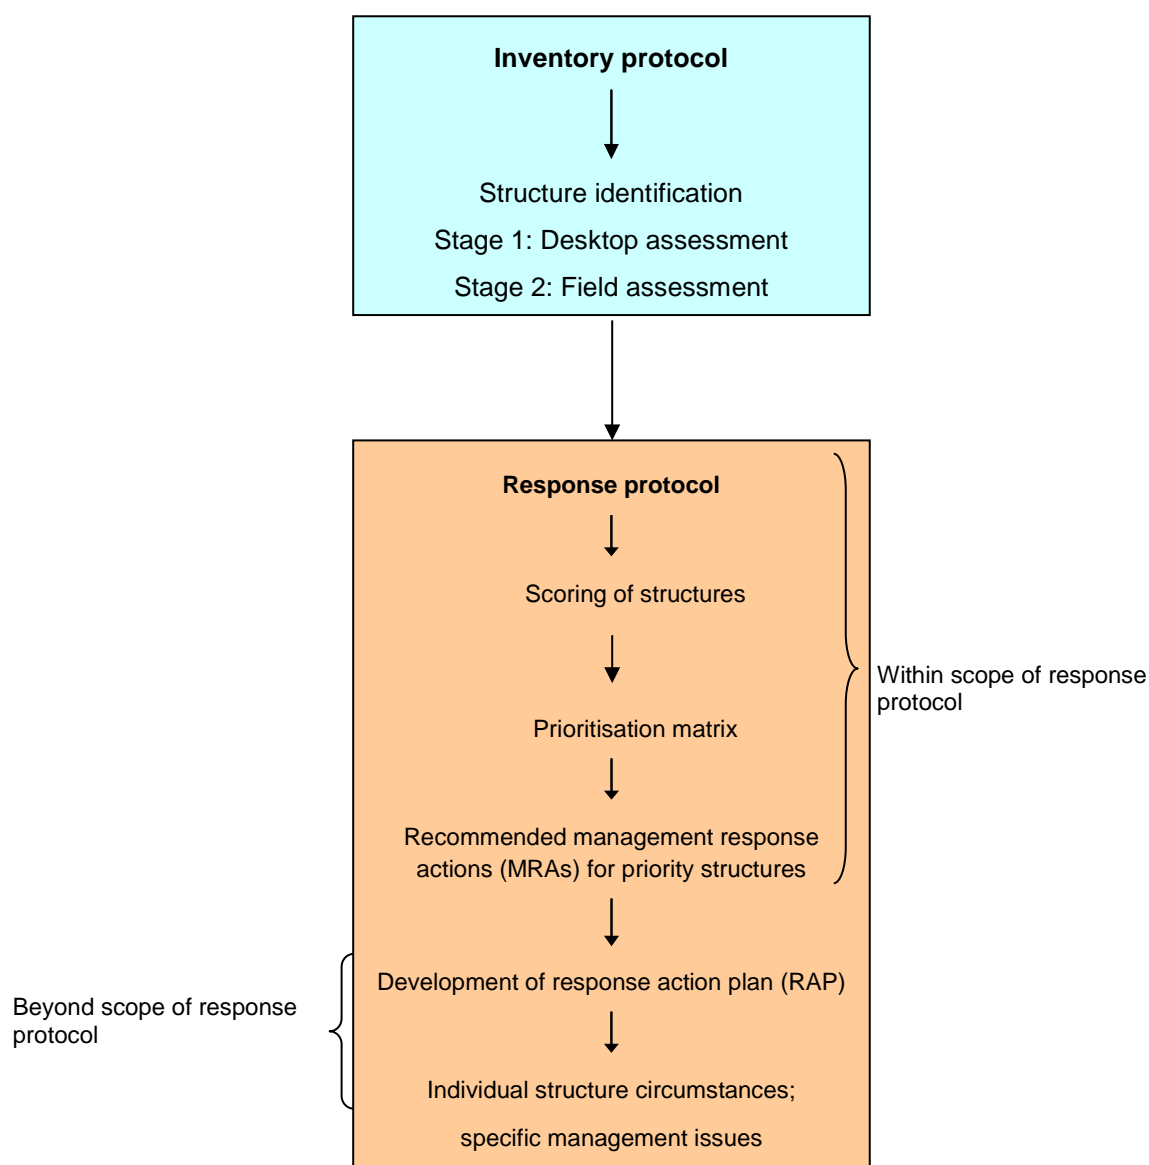 Inventory protocol
Structure identification
Stage 1: Desktop assessment
Stage 2: Field assessment
Response protocol
Scoring of structures
Within scope of response
protocol
Prioritisation matrix
Recommended management response
actions (MRAs) for priority structures
Development of response action plan (RAP)
Beyond scope of response
protocol
Individual structure circumstances;
specific management issues